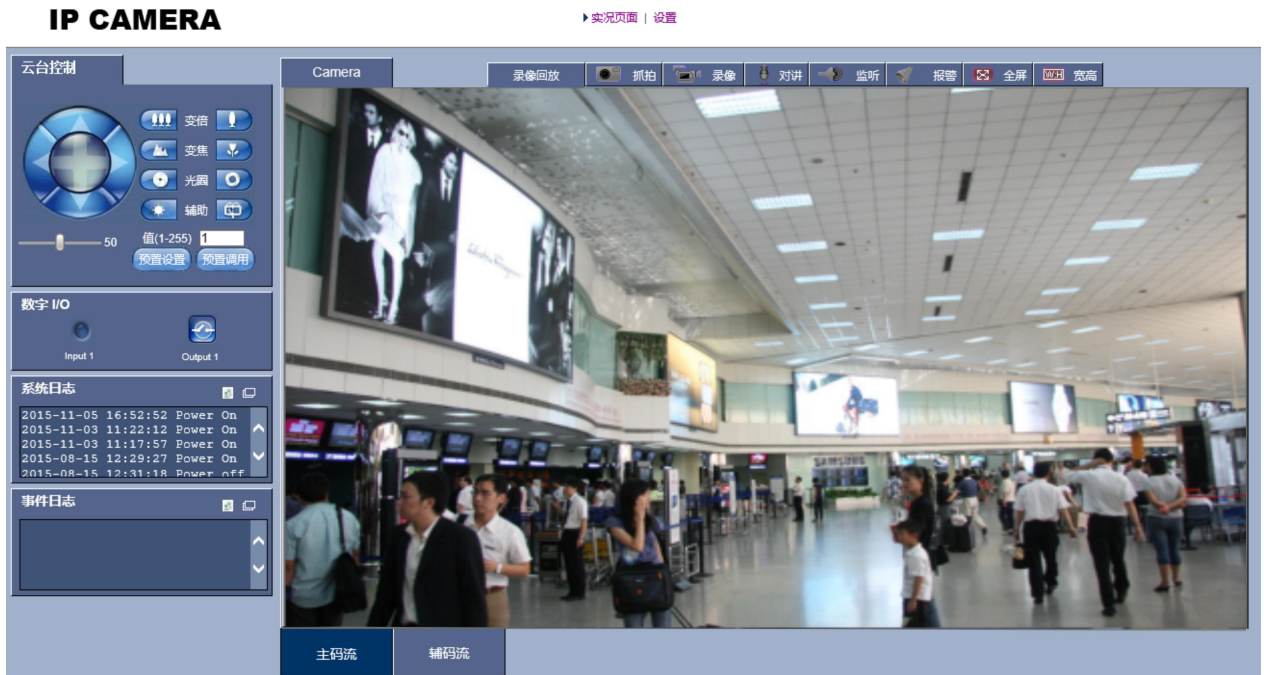 IP CAMERA
实况页面 | 设置
云台控制
Camera
录像回放 抓拍 录像 对讲 监听 报警 全屏 W:H 宽高
变倍
变焦
光圈
辅助
50 值(1-255) 1
预置设置 预置调用
数字 I/O
Input 1 Output 1
系统日志
2015-11-05 16:52:52 Power On
2015-11-03 11:22:12 Power On
2015-11-03 11:17:57 Power On
2015-08-15 12:29:27 Power On
2015-08-15 12:31:18 Power off
事件日志
Salvatore Ferragamo
SAMSUNG
主码流 辅码流